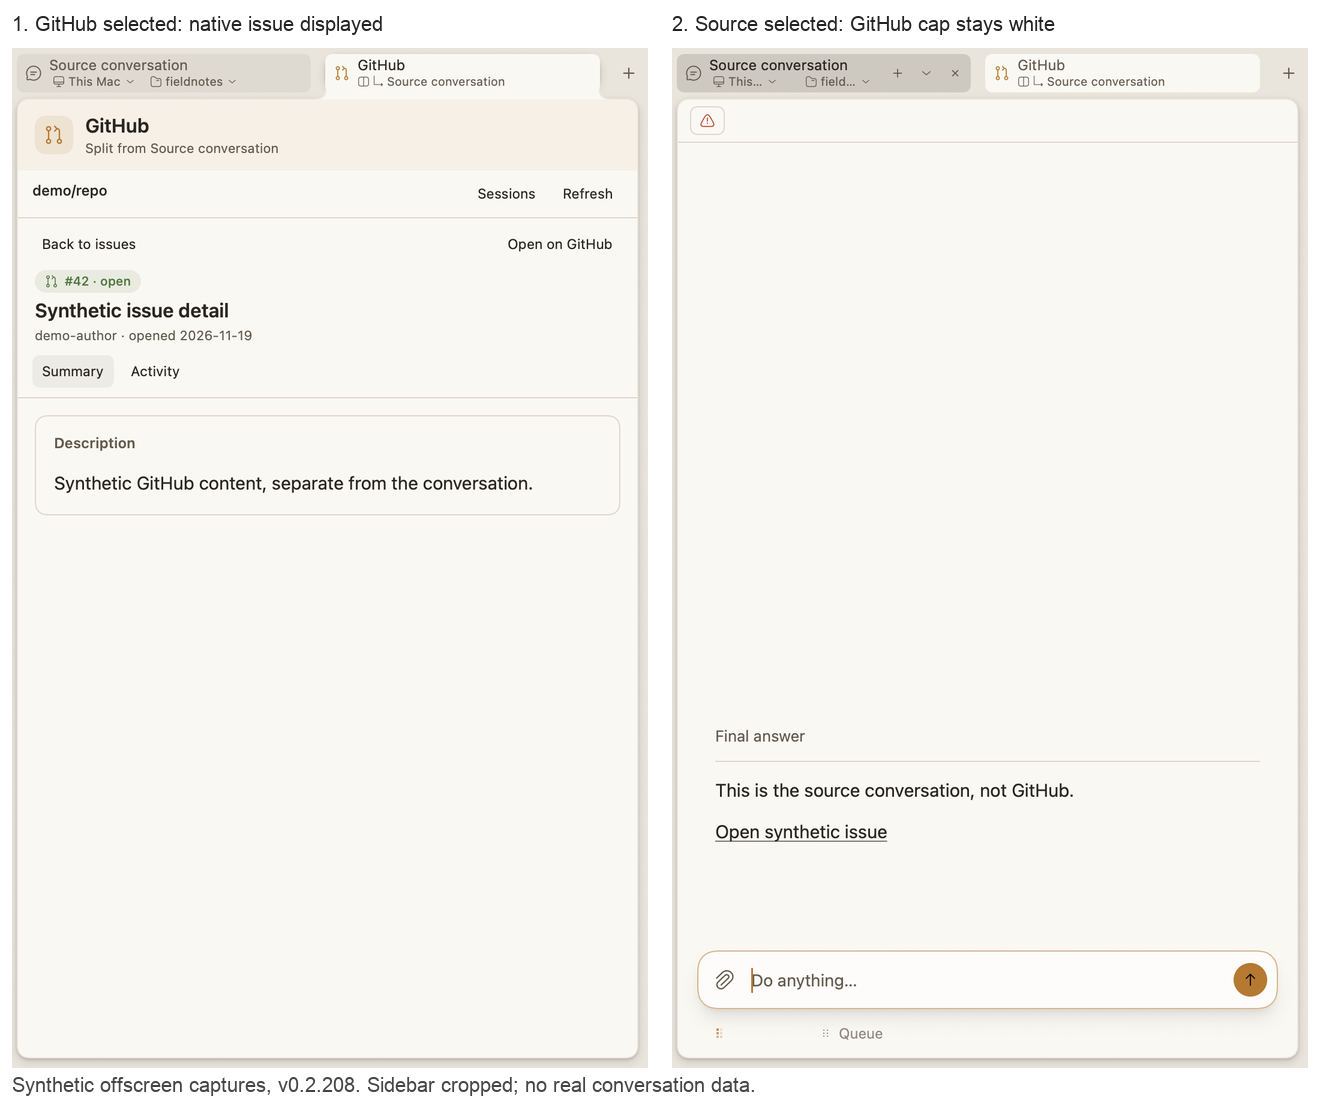 1. GitHub selected: native issue displayed
Source conversation
This Mac
fieldnotes
GitHub
Source conversation
GitHub
Split from Source conversation
demo/repo
Sessions
Refresh
Back to issues
Open on GitHub
#42 · open
Synthetic issue detail
demo-author · opened 2026-11-19
Summary
Activity
Description
Synthetic GitHub content, separate from the conversation.
2. Source selected: GitHub cap stays white
Source conversation
This...
field...
GitHub
Source conversation
Final answer
This is the source conversation, not GitHub.
Open synthetic issue
Do anything...
Queue
Synthetic offscreen captures, v0.2.208. Sidebar cropped; no real conversation data.